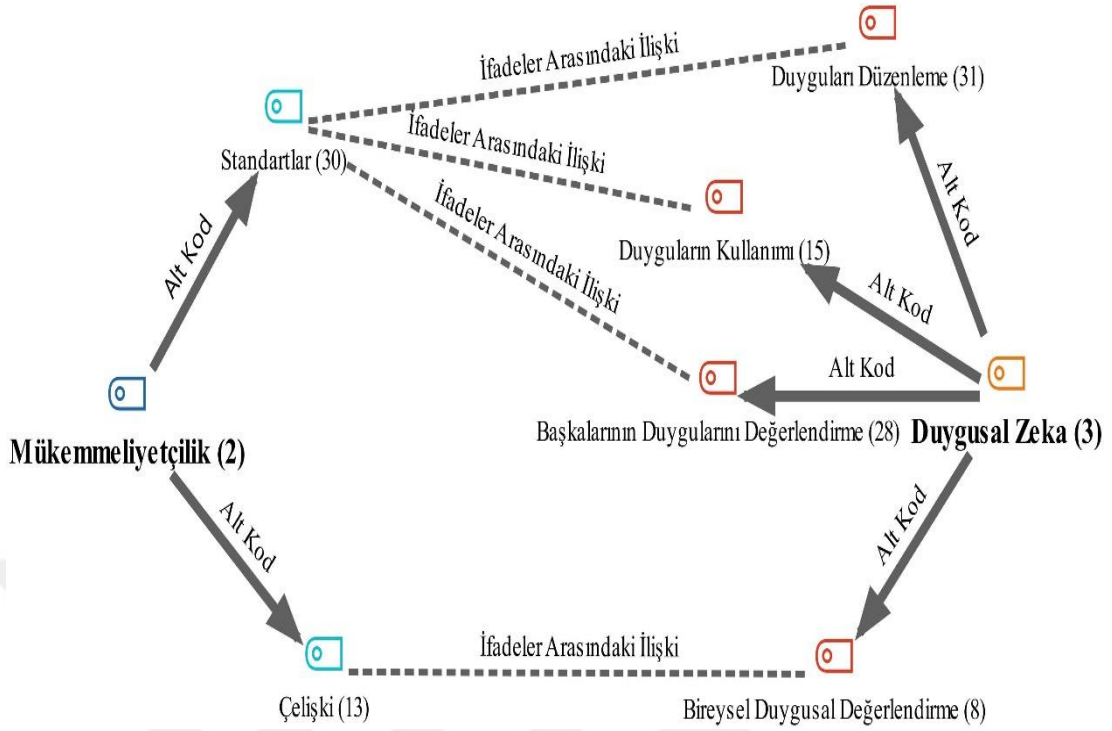 İfadeler Arasındaki İlişki
Duyguları Düzenleme (31)
İfadeler Arasındaki İlişki
Standartlar (30)
Alt Kod
İfadeler Arasındaki İlişki
Alt Kod
Duyguların Kullanımı (15)
Alt Kod
Alt Kod
Başkalarının Duygularını Değerlendirme (28)
Duygusal Zeka (3)
Mükemmeliyetçilik (2)
Alt Kod
Alt Kod
İfadeler Arasındaki İlişki
Çelişki (13)
Bireysel Duygusal Değerlendirme (8)